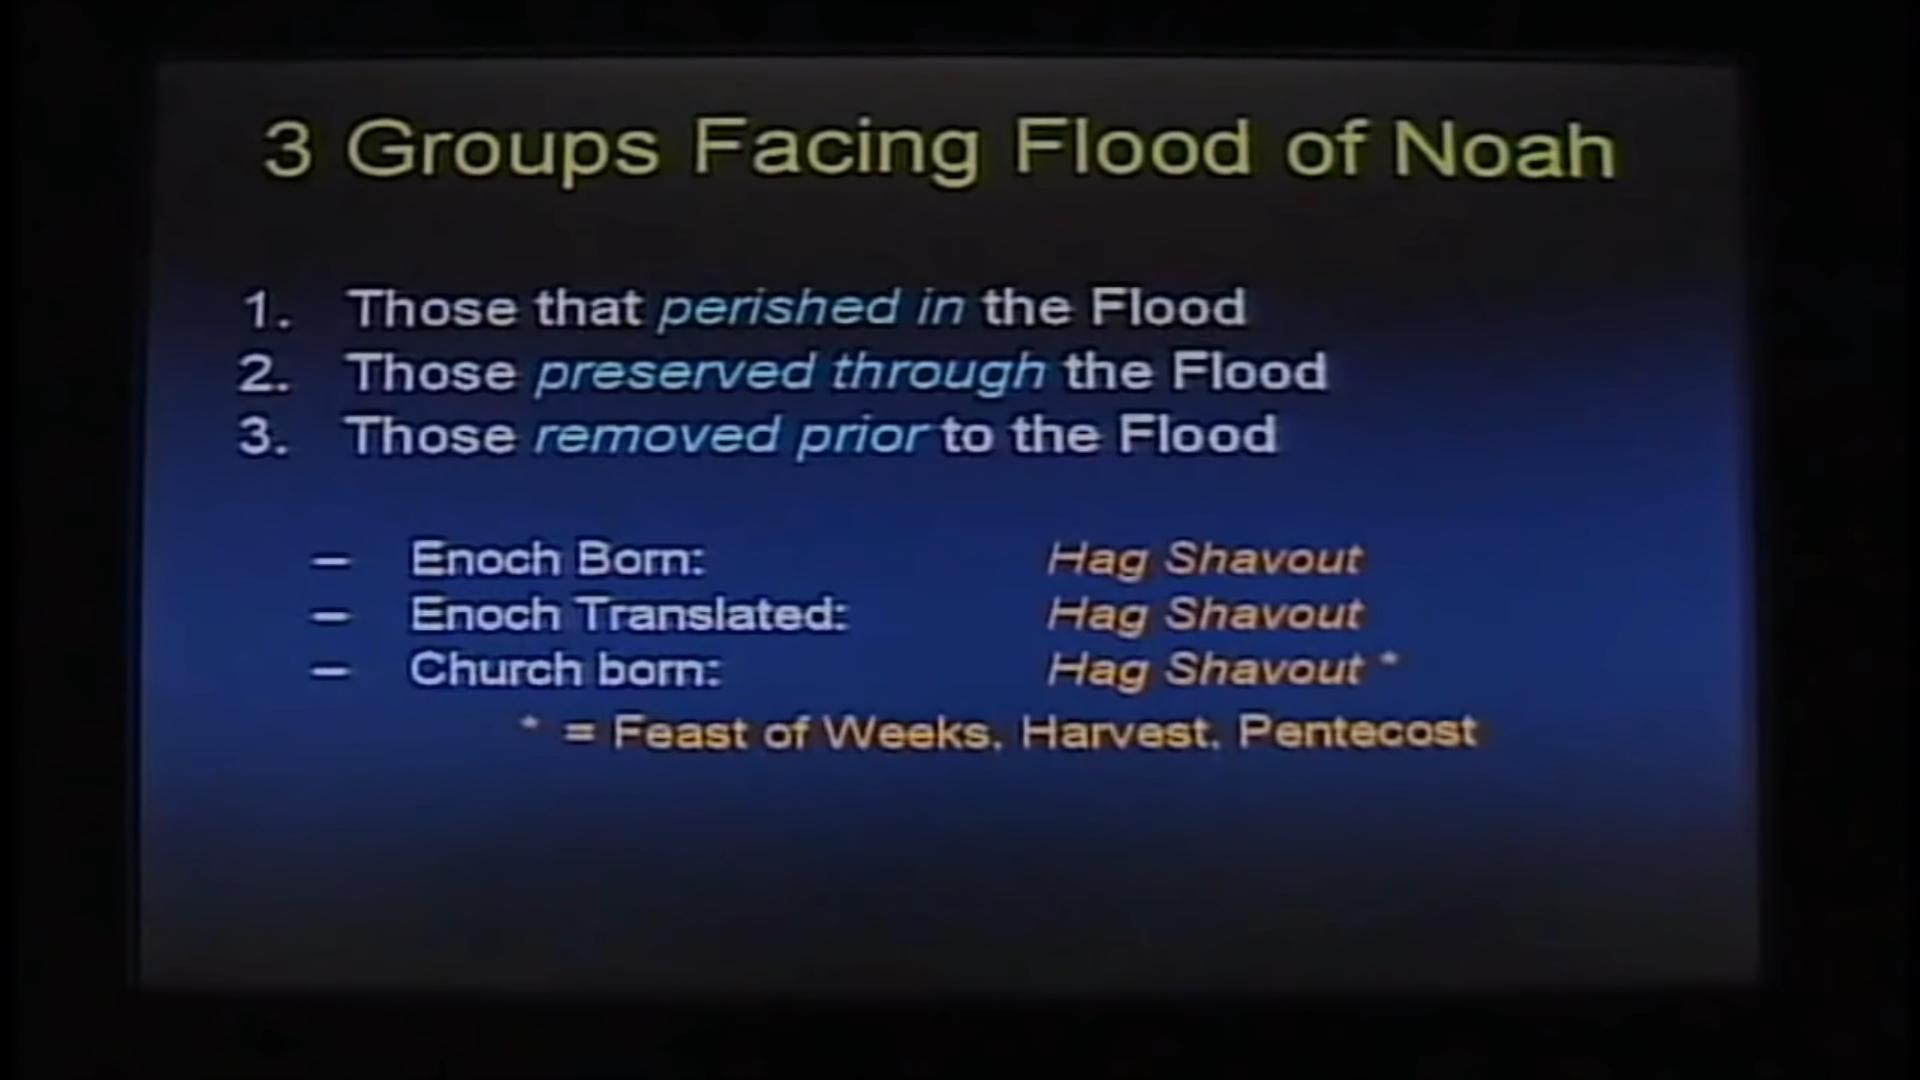 3 Groups Facing Flood of Noah
1. Those that perished in the Flood
2. Those preserved through the Flood
3. Those removed prior to the Flood
– Enoch Born: Hag Shavout
– Enoch Translated: Hag Shavout
– Church born: Hag Shavout *
* = Feast of Weeks, Harvest, Pentecost